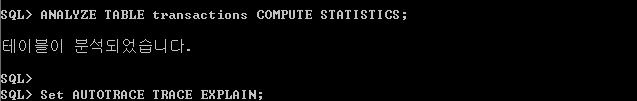 SQL> ANALYZE TABLE transactions COMPUTE STATISTICS;
테이블이 분석되었습니다.
SQL>
SQL> Set AUTOTRACE TRACE EXPLAIN;